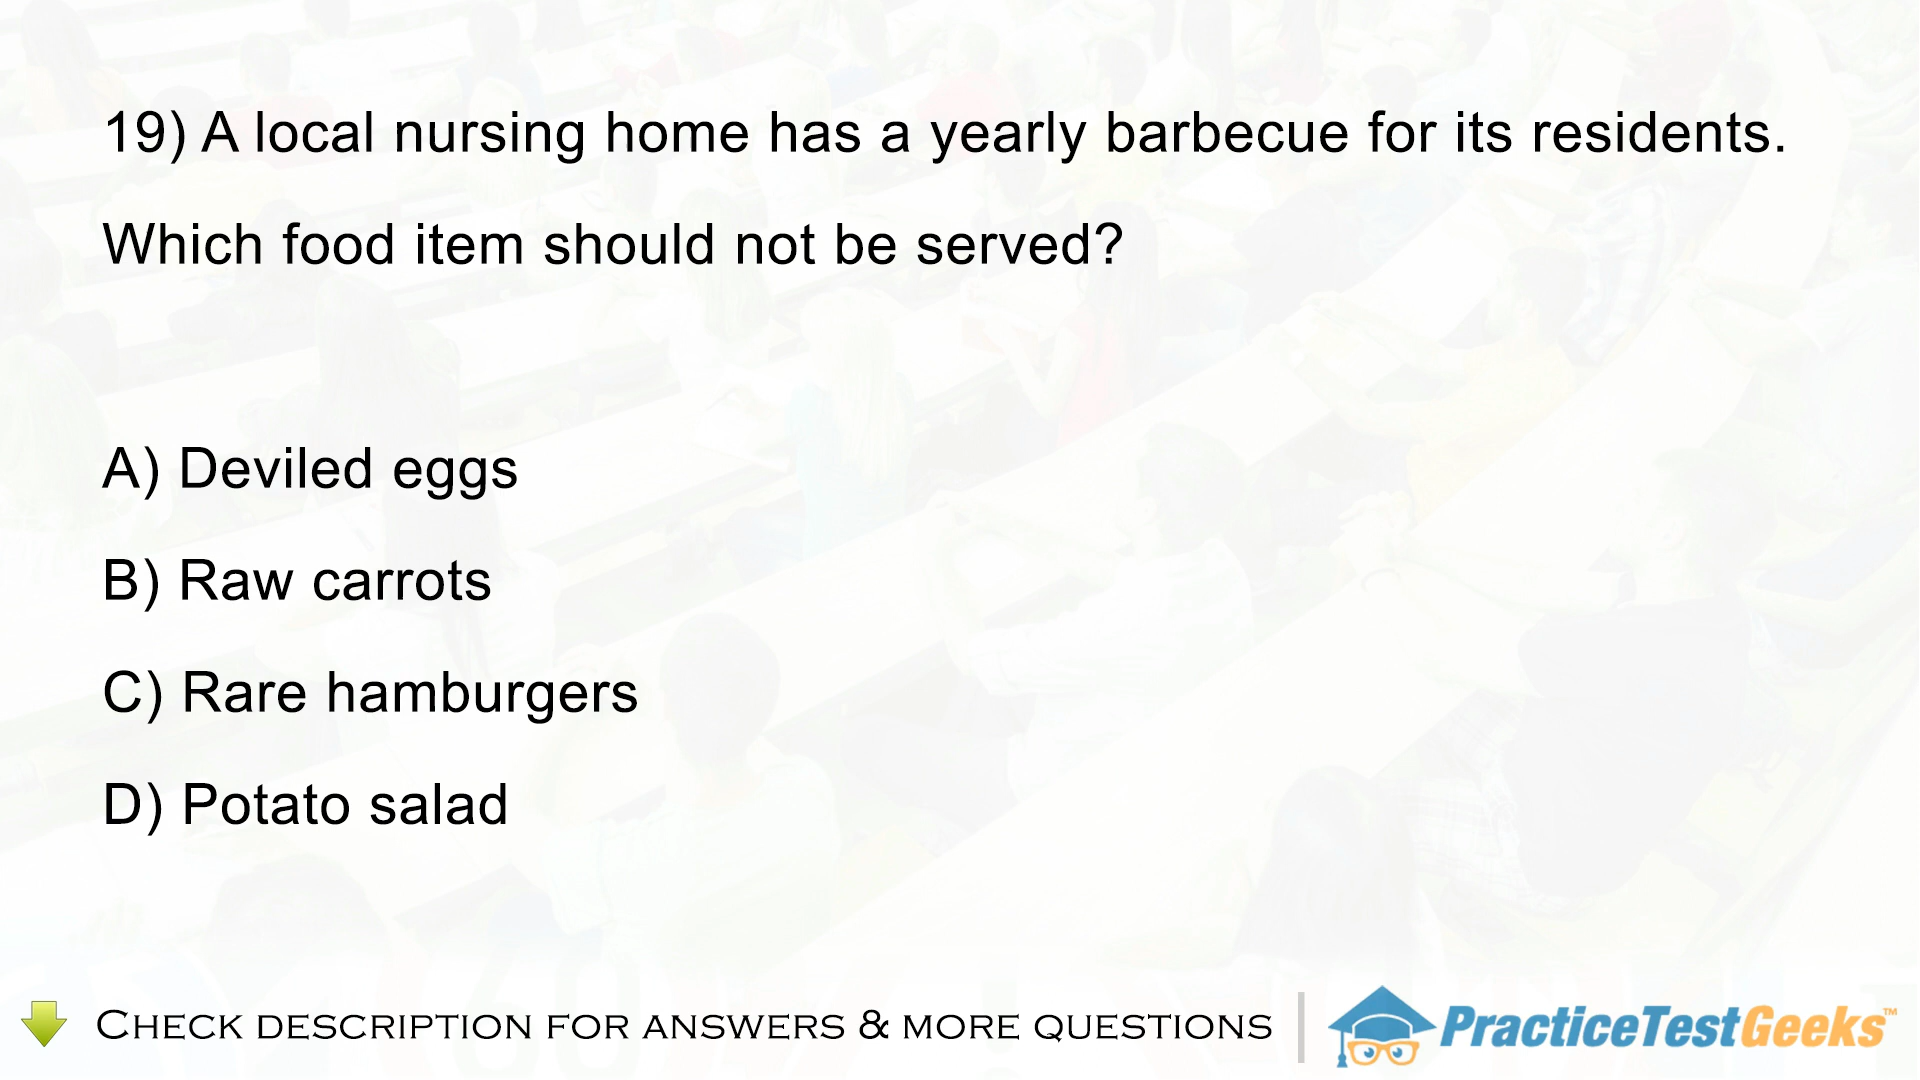 19) A local nursing home has a yearly barbecue for its residents.
Which food item should not be served?
A) Deviled eggs
B) Raw carrots
C) Rare hamburgers
D) Potato salad
Check description for answers & more questions
PracticeTestGeeks™